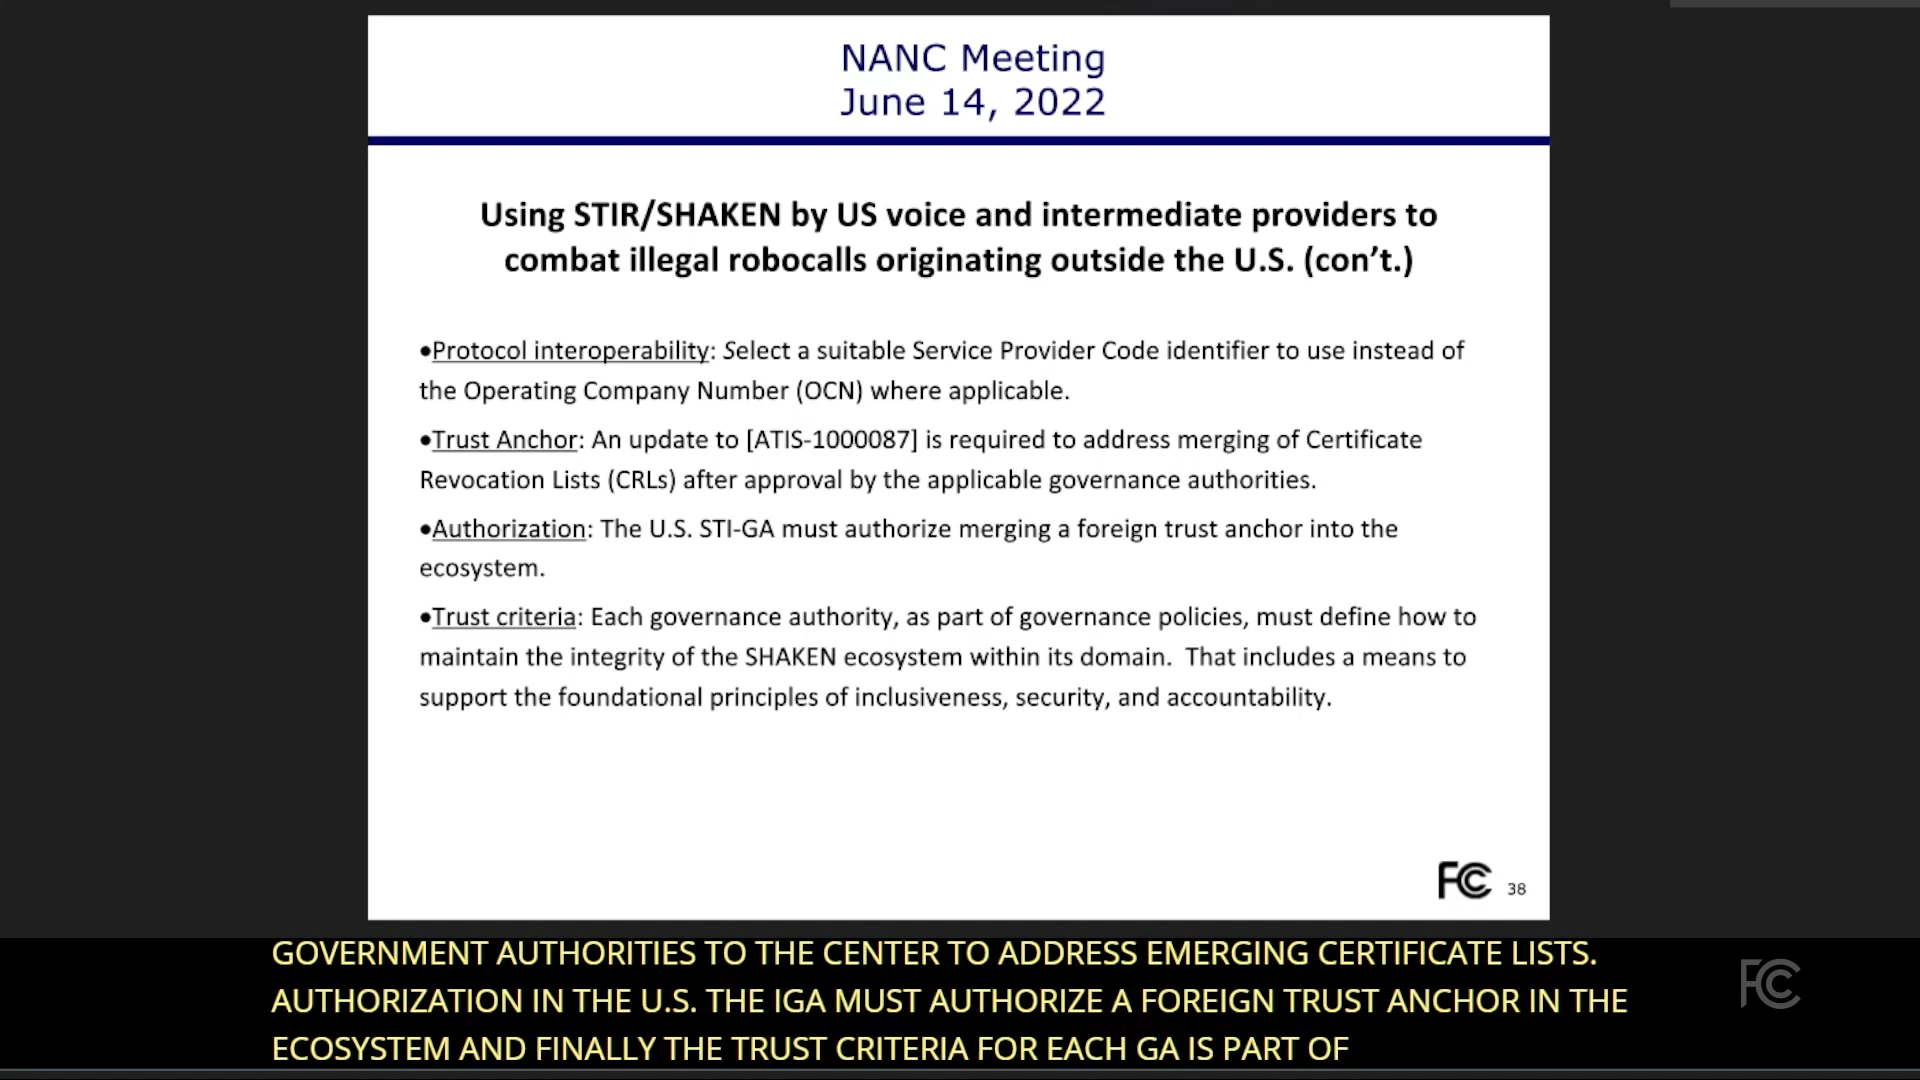 NANC Meeting
June 14, 2022
Using STIR/SHAKEN by US voice and intermediate providers to
combat illegal robocalls originating outside the U.S. (con’t.)
•Protocol interoperability: Select a suitable Service Provider Code identifier to use instead of
the Operating Company Number (OCN) where applicable.
•Trust Anchor: An update to [ATIS-1000087] is required to address merging of Certificate
Revocation Lists (CRLs) after approval by the applicable governance authorities.
•Authorization: The U.S. STI-GA must authorize merging a foreign trust anchor into the
ecosystem.
•Trust criteria: Each governance authority, as part of governance policies, must define how to
maintain the integrity of the SHAKEN ecosystem within its domain.  That includes a means to
support the foundational principles of inclusiveness, security, and accountability.
FCC 38
GOVERNMENT AUTHORITIES TO THE CENTER TO ADDRESS EMERGING CERTIFICATE LISTS.
AUTHORIZATION IN THE U.S. THE IGA MUST AUTHORIZE A FOREIGN TRUST ANCHOR IN THE
ECOSYSTEM AND FINALLY THE TRUST CRITERIA FOR EACH GA IS PART OF
FCC